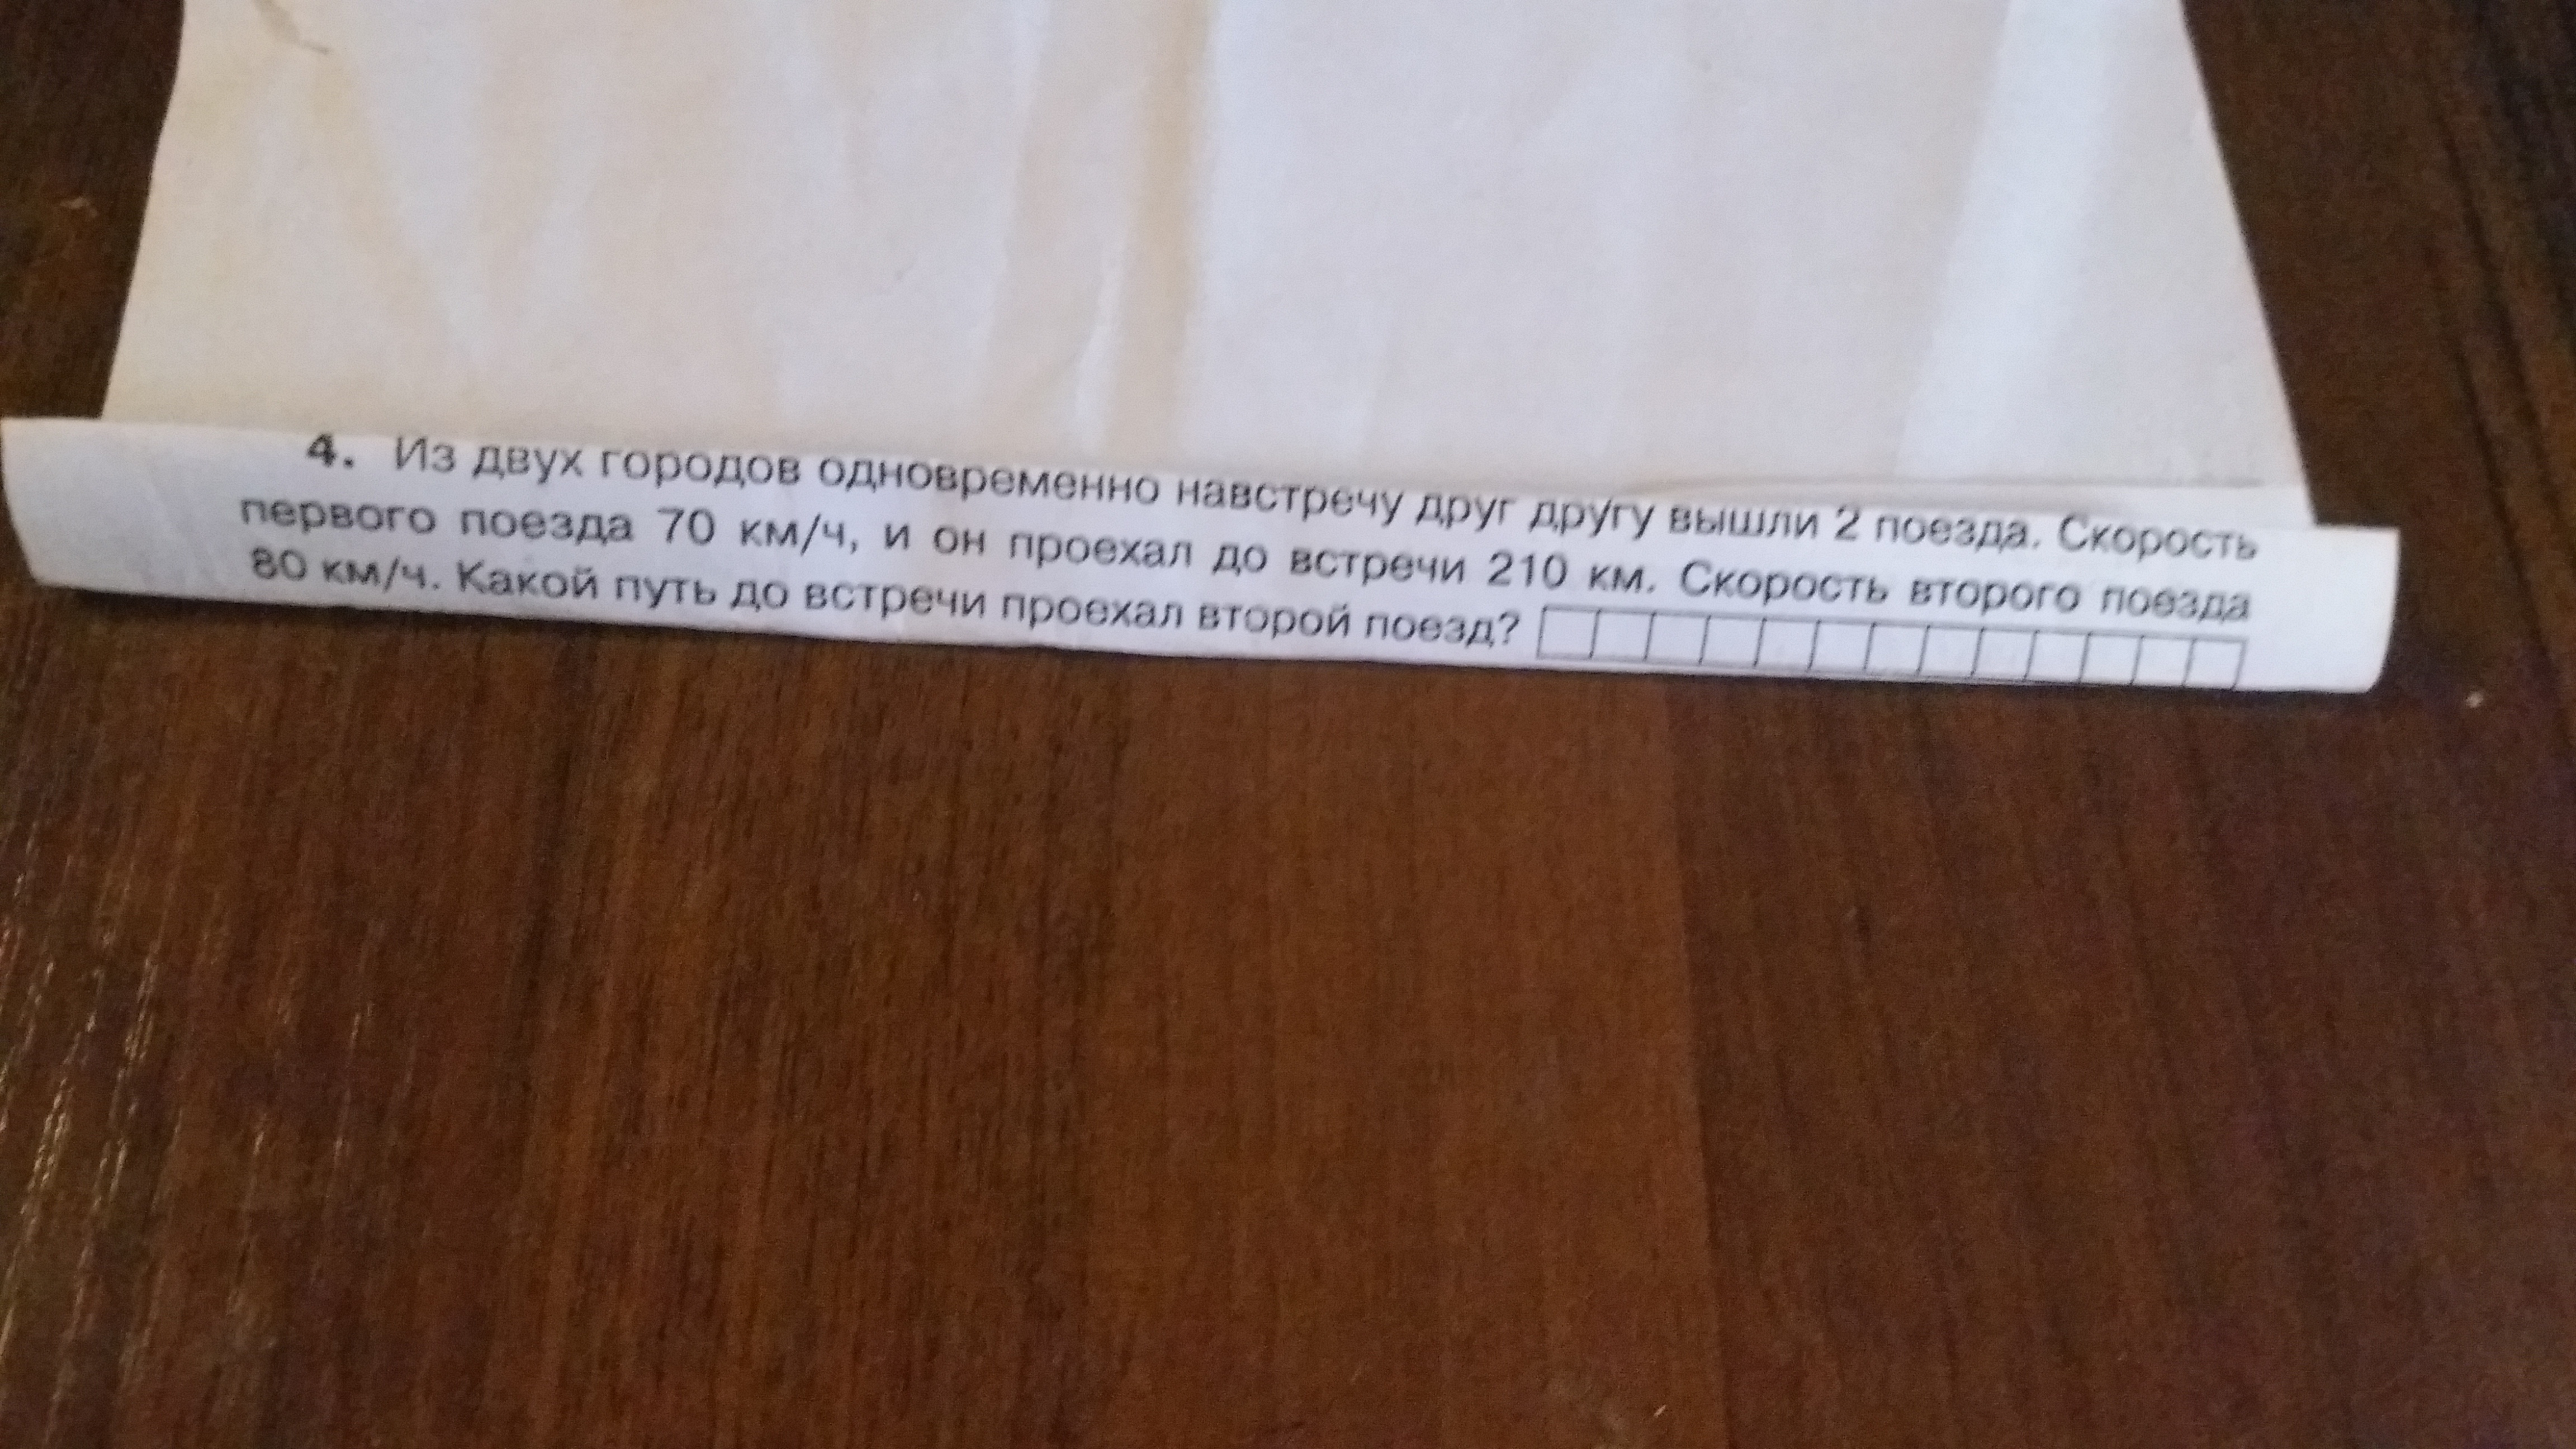 4. Из двух городов одновременно навстречу друг другу вышли 2 поезда. Скорость
первого поезда 70 км/ч, и он проехал до встречи 210 км. Скорость второго поезда
80 км/ч. Какой путь до встречи проехал второй поезд?